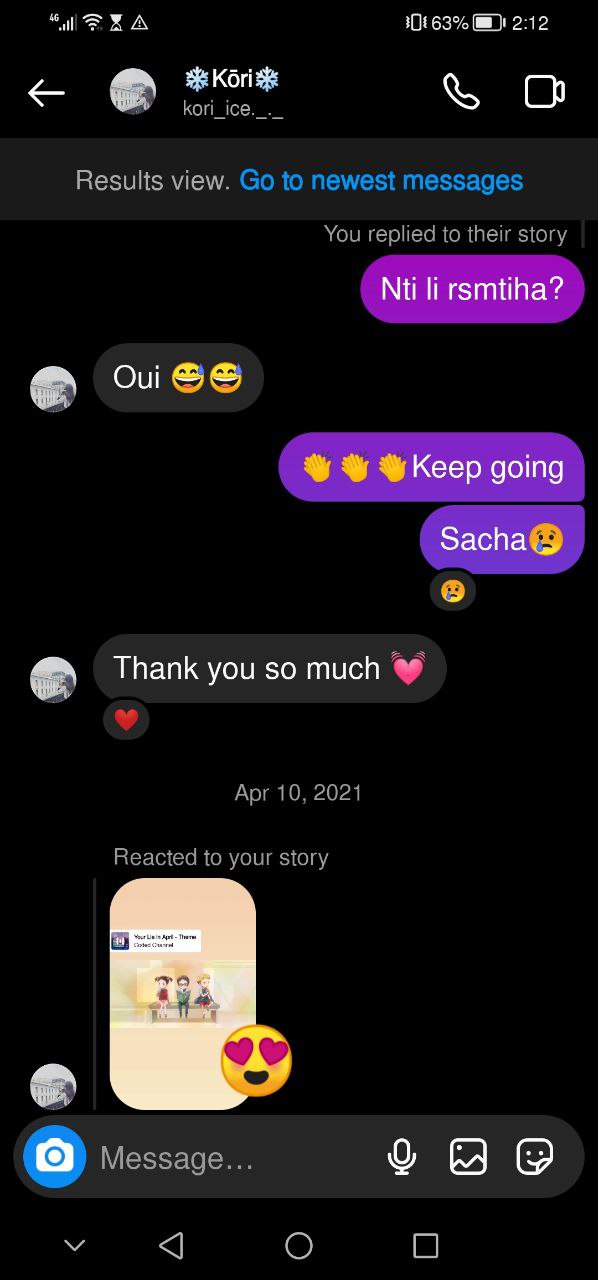 4G 63% 2:12
❄️Kōri❄️
kori_ice._._
Results view. Go to newest messages
You replied to their story
Nti li rsmtiha?
Oui 😅😅
👏👏👏Keep going
Sacha😢
😢
Thank you so much 💓
❤️
Apr 10, 2021
Reacted to your story
Your Lie in April - Theme
Coded Channel
😍
Message...